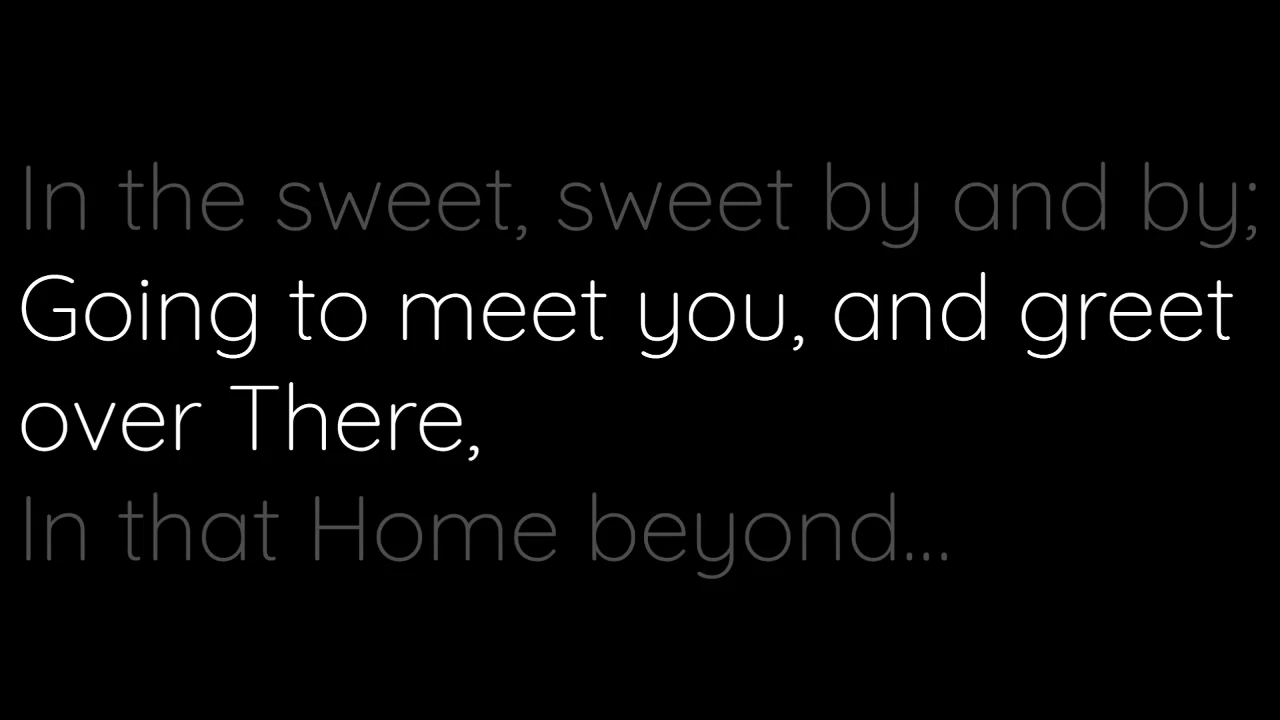 In the sweet, sweet by and by;
Going to meet you, and greet
over There,
In that Home beyond...